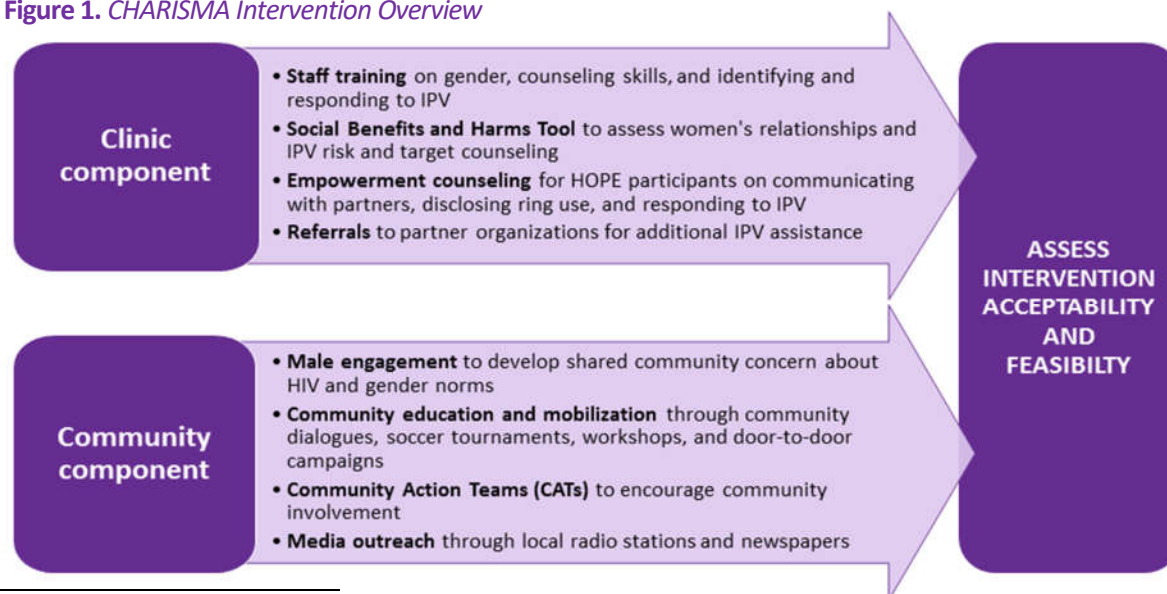 Figure 1. CHARISMA Intervention Overview
Clinic
component
• Staff training on gender, counseling skills, and identifying and
responding to IPV
• Social Benefits and Harms Tool to assess women's relationships and
IPV risk and target counseling
• Empowerment counseling for HOPE participants on communicating
with partners, disclosing ring use, and responding to IPV
• Referrals to partner organizations for additional IPV assistance
Community
component
• Male engagement to develop shared community concern about
HIV and gender norms
• Community education and mobilization through community
dialogues, soccer tournaments, workshops, and door-to-door
campaigns
• Community Action Teams (CATs) to encourage community
involvement
• Media outreach through local radio stations and newspapers
ASSESS
INTERVENTION
ACCEPTABILITY
AND
FEASIBILTY